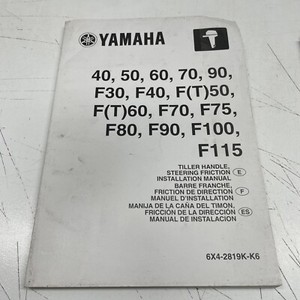 YAMAHA
40, 50, 60, 70, 90,
F30, F40, F(T)50,
F(T)60, F70, F75,
F80, F90, F100,
F115
TILLER HANDLE,
STEERING FRICTION E
INSTALLATION MANUAL
BARRE FRANCHE,
FRICTION DE DIRECTION F
MANUEL D'INSTALLATION
MANIJA DE LA CAÑA DEL TIMON,
FRICCIÓN DE LA DIRECCIÓN ES
MANUAL DE INSTALACION
6X4-2819K-K6